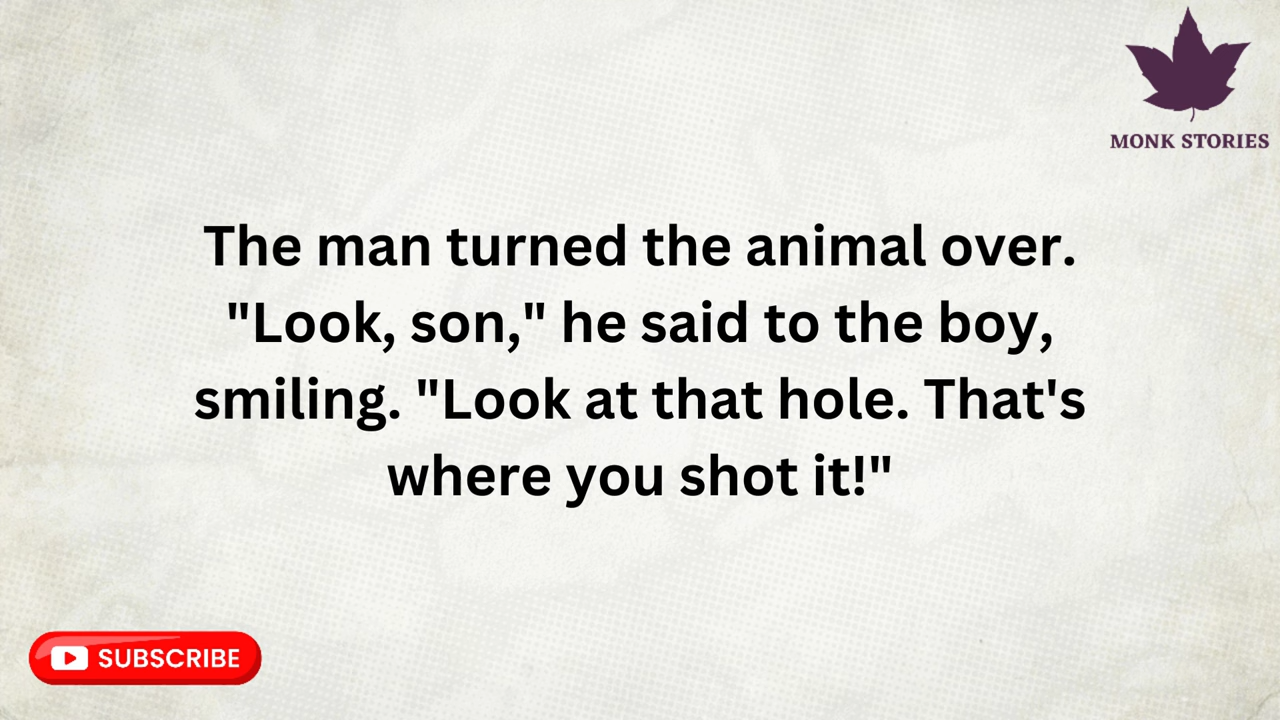 MONK STORIES
The man turned the animal over.
"Look, son," he said to the boy,
smiling. "Look at that hole. That's
where you shot it!"
SUBSCRIBE